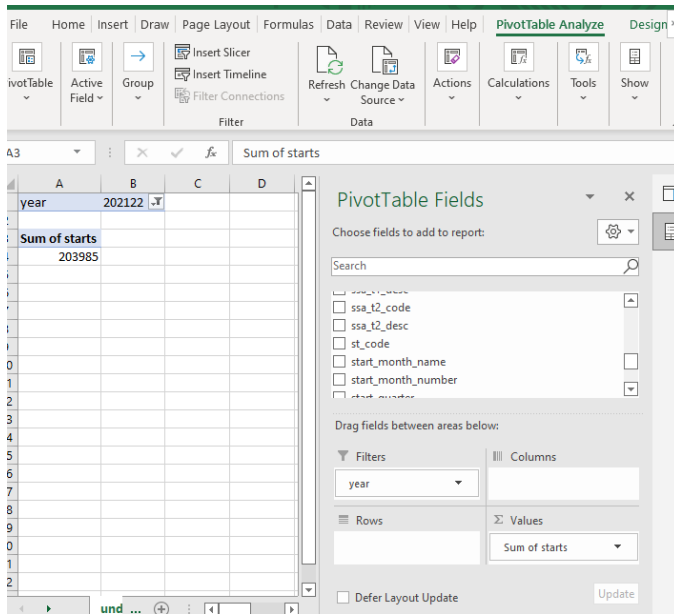 File Home Insert Draw Page Layout Formulas Data Review View Help PivotTable Analyze Design
ivotTable
Active Field
Group
Insert Slicer
Insert Timeline
Filter Connections
Filter
Refresh
Change Data Source
Data
Actions
Calculations
Tools
Show
A3
fx
Sum of starts
A B C D
year 202122
Sum of starts
203985
PivotTable Fields
Choose fields to add to report:
Search
ssa_t1_desc
ssa_t2_code
ssa_t2_desc
st_code
start_month_name
start_month_number
start_quarter
Drag fields between areas below:
Filters
Columns
year
Rows
Σ Values
Sum of starts
und ...
Defer Layout Update
Update